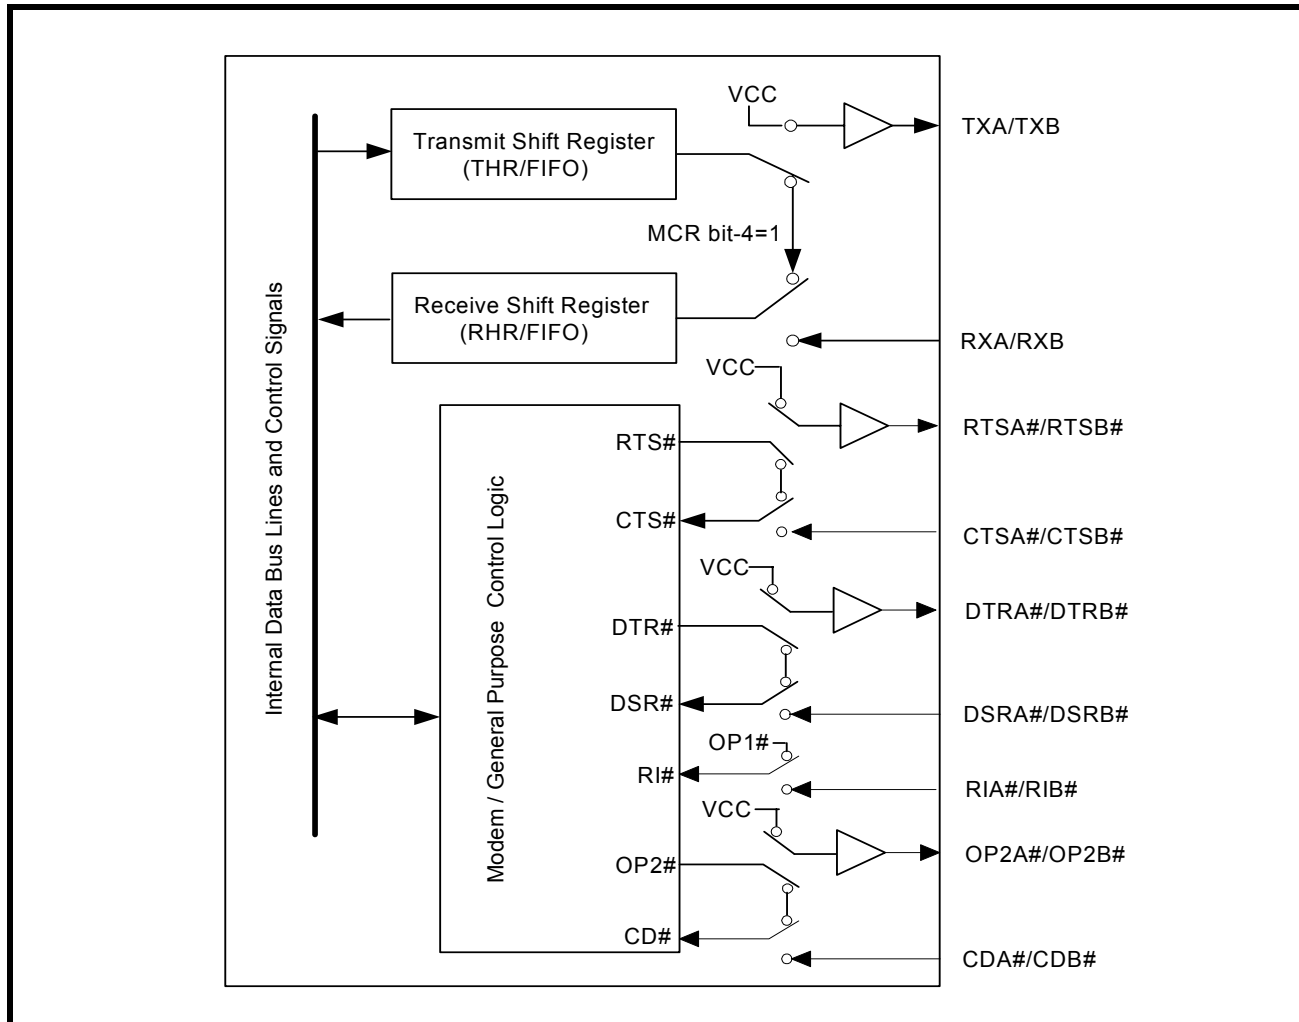 VCC
TXA/TXB
Transmit Shift Register
(THR/FIFO)
MCR bit-4=1
Receive Shift Register
(RHR/FIFO)
RXA/RXB
VCC
RTSA#/RTSB#
RTS#
CTS#
CTSA#/CTSB#
VCC
DTRA#/DTRB#
DTR#
DSR#
DSRA#/DSRB#
OP1#
RI#
RIA#/RIB#
VCC
OP2A#/OP2B#
OP2#
CD#
CDA#/CDB#
Internal Data Bus Lines and Control Signals
Modem / General Purpose Control Logic